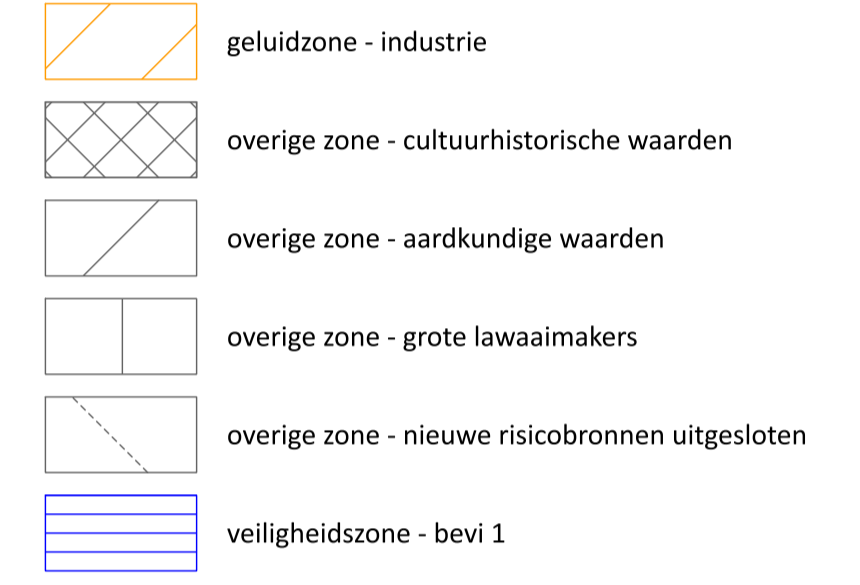 geluidzone - industrie
overige zone - cultuurhistorische waarden
overige zone - aardkundige waarden
overige zone - grote lawaaimakers
overige zone - nieuwe risicobronnen uitgesloten
veiligheidszone - bevi 1